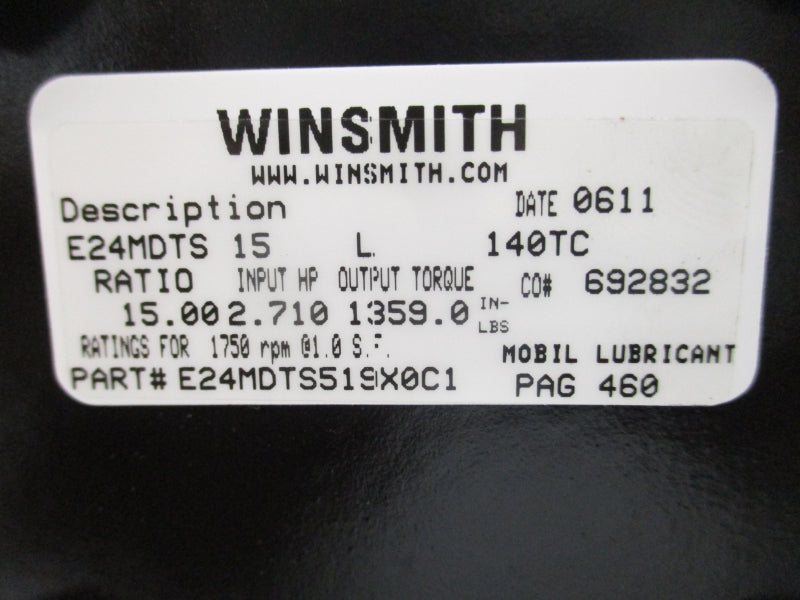 WINSMITH
WWW.WINSMITH.COM
Description DATE 0611
E24MDTS 15 L. 140TC
RATIO INPUT HP OUTPUT TORQUE CO# 692832
15.00 2.710 1359.0 IN-LBS
RATINGS FOR 1750 rpm @1.0 S.F.
MOBIL LUBRICANT
PART# E24MDTS519X0C1 PAG 460